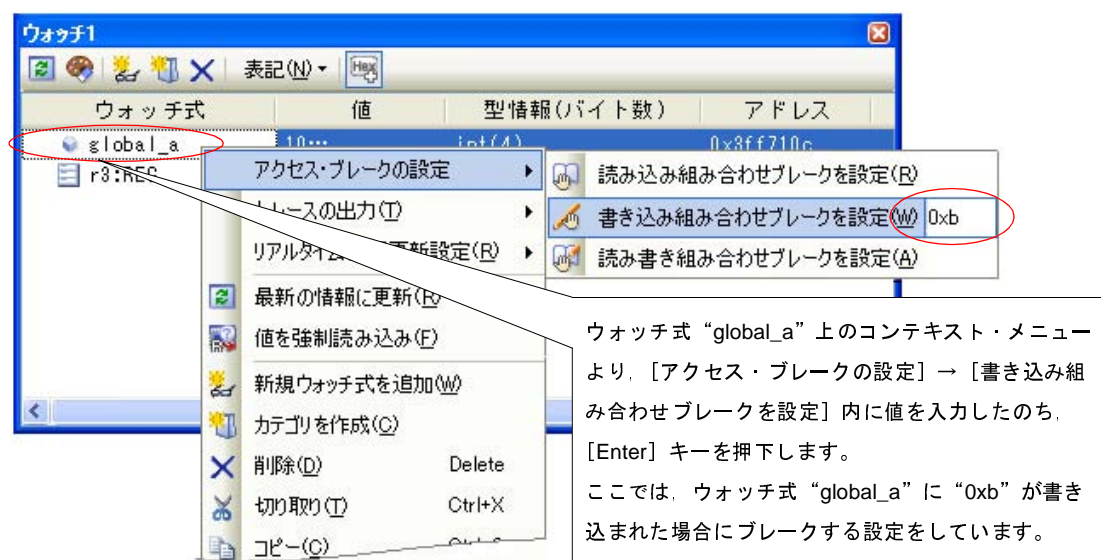 ウォッチ1
表記(N)
Hex
ウォッチ式 値 型情報(バイト数) アドレス
global_a 10… int(4) 0x3ff710c
r3:REG
アクセス・ブレークの設定
トレースの出力(T)
最新の情報に更新(R)
値を強制読み込み(F)
新規ウォッチ式を追加(W)
カテゴリを作成(C)
削除(D) Delete
切り取り(T) Ctrl+X
コピー(C)
読み込み組み合わせブレークを設定(R)
書き込み組み合わせブレークを設定(W) 0xb
読み書き組み合わせブレークを設定(A)
ウォッチ式“global_a”上のコンテキスト・メニュー
より,[アクセス・ブレークの設定]→[書き込み組
み合わせブレークを設定]内に値を入力したのち,
[Enter]キーを押下します。
ここでは,ウォッチ式“global_a”に“0xb”が書き
込まれた場合にブレークする設定をしています。